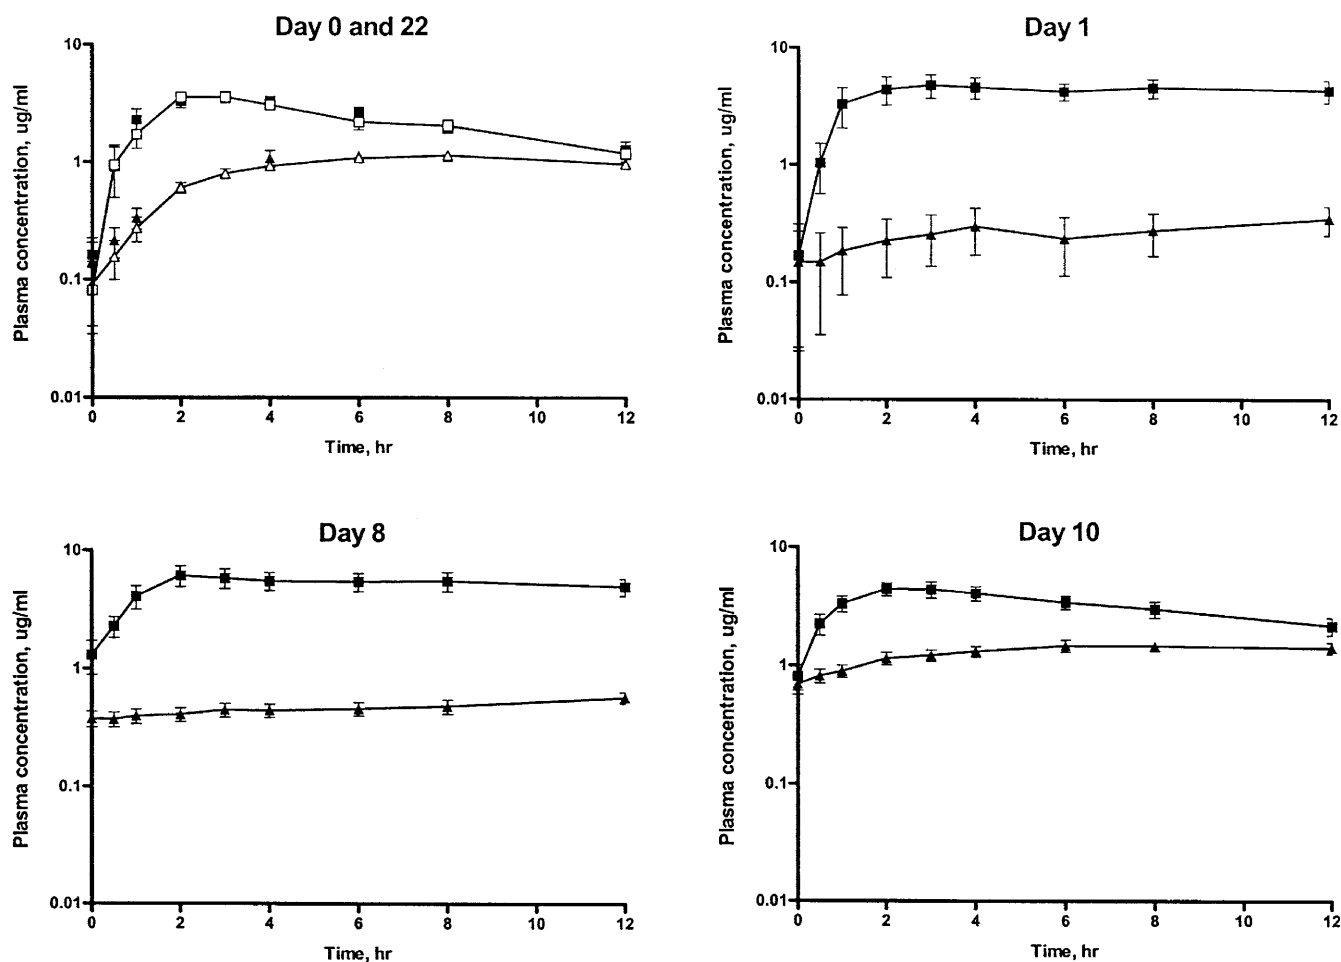 Day 0 and 22
Plasma concentration, ug/ml
10
1
0.1
0.01
0 2 4 6 8 10 12
Time, hr
Day 1
Plasma concentration, ug/ml
10
1
0.1
0.01
0 2 4 6 8 10 12
Time, hr
Day 8
Plasma concentration, ug/ml
10
1
0.1
0.01
0 2 4 6 8 10 12
Time, hr
Day 10
Plasma concentration, ug/ml
10
1
0.1
0.01
0 2 4 6 8 10 12
Time, hr